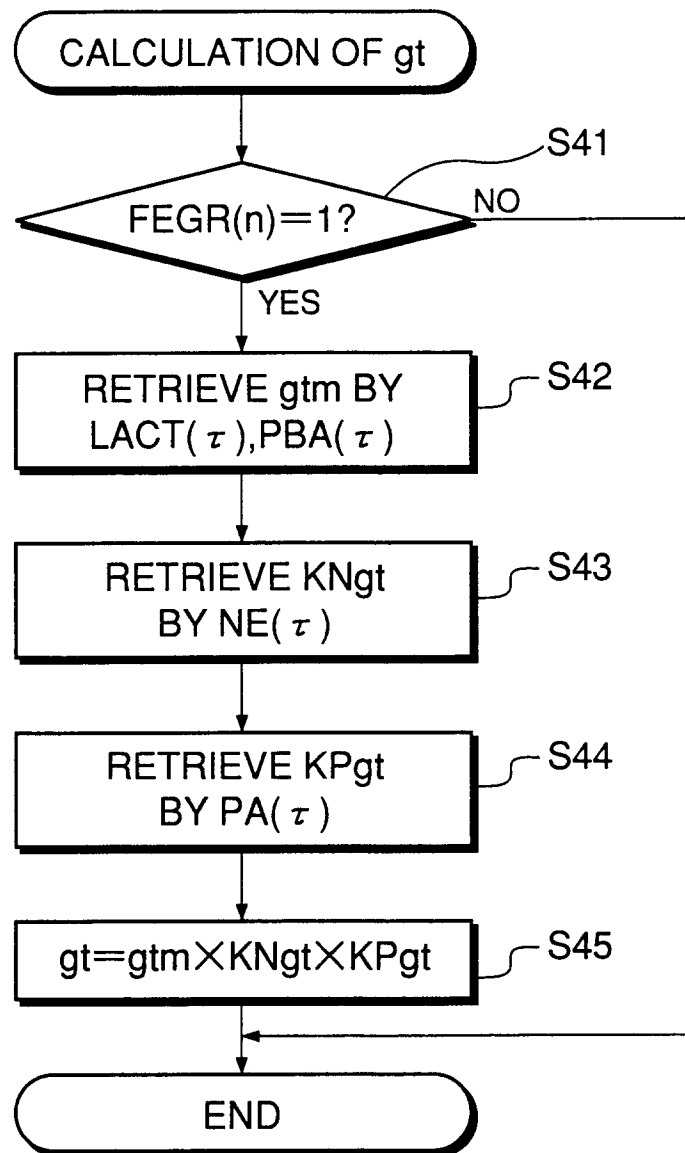 CALCULATION OF gt
S41
FEGR(n)=1?
NO
YES
RETRIEVE gtm BY
LACT(τ),PBA(τ)
S42
RETRIEVE KNgt
BY NE(τ)
S43
RETRIEVE KPgt
BY PA(τ)
S44
gt=gtm×KNgt×KPgt
S45
END